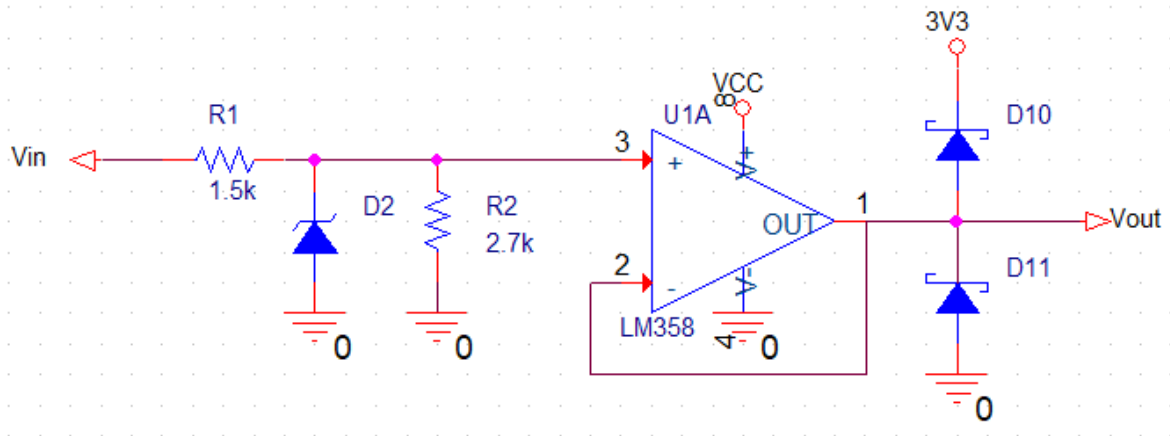 3V3
VCC
8
R1
U1A
D10
Vin
3
+
V+
1.5k
D2
R2
2.7k
1
OUT
Vout
2
-
V-
D11
LM358
4
0
0
0
0